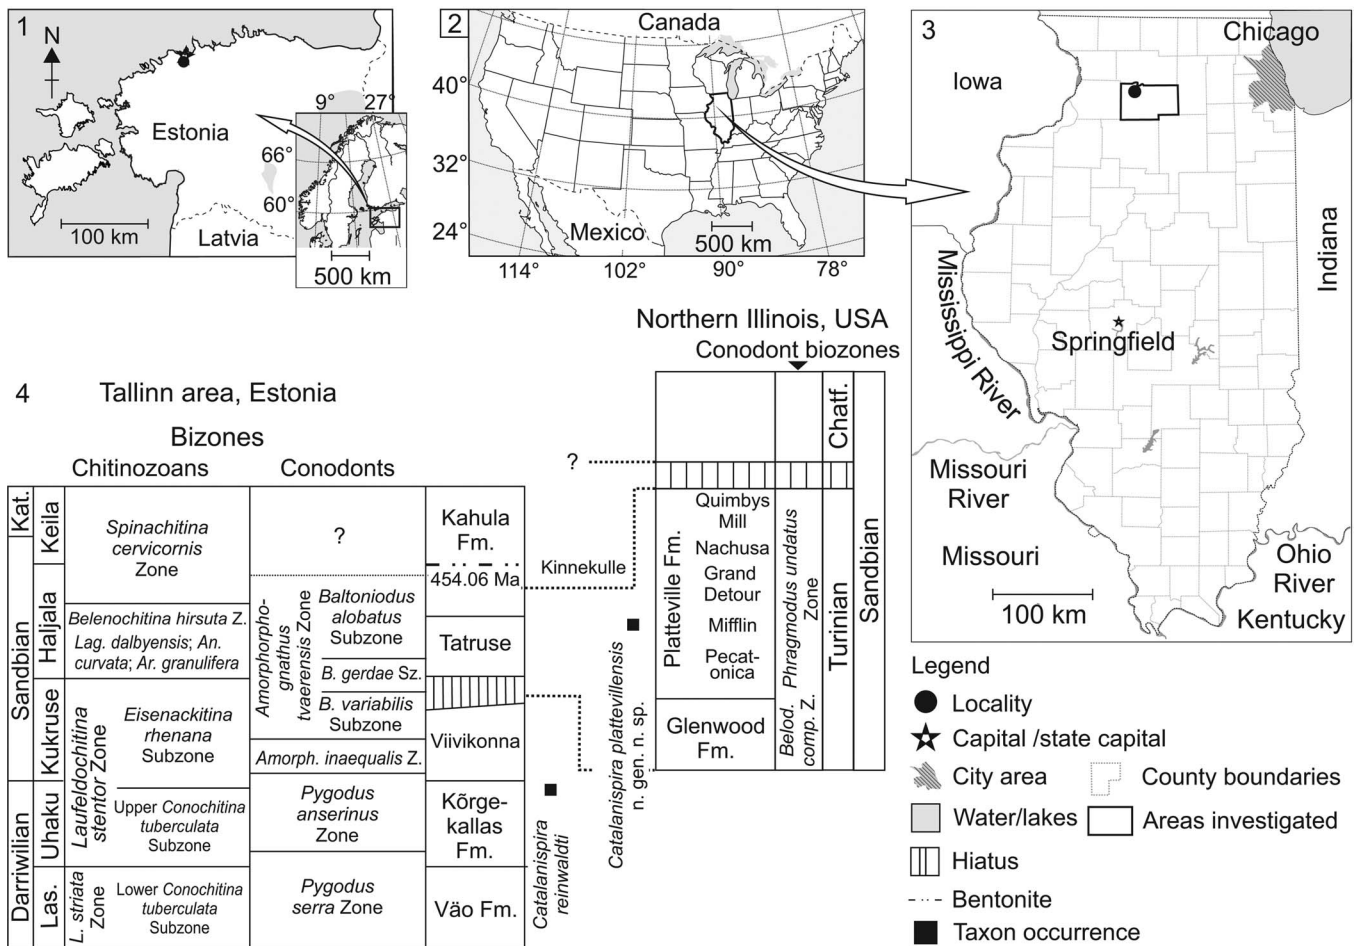 1
N
Estonia
100 km
Latvia
9°
27°
66°
60°
500 km
2
Canada
40°
32°
24°
Mexico
500 km
114°
102°
90°
78°
3
Chicago
Iowa
Indiana
Mississippi River
Springfield
Missouri
River
Missouri
Ohio
River
Kentucky
100 km
Northern Illinois, USA
Conodont biozones
4
Tallinn area, Estonia
Bizones
Chitinozoans
Conodonts
Kat.
Sandbian
Darriwilian
Keila
Haljala
Kukruse
Uhaku
Las.
Spinachitina
cervicornis
Zone
Belenochitina hirsuta Z.
Lag. dalbyensis; An.
curvata; Ar. granulifera
Laufeldochitina
stentor Zone
Eisenackitina
rhenana
Subzone
Upper Conochitina
tuberculata
Subzone
L. striata
Zone
Lower Conochitina
tuberculata
Subzone
?
Amorphorpho-
gnathus
tvaerensis Zone
Baltoniodus
alobatus
Subzone
B. gerdae Sz.
B. variabilis
Subzone
Amorph. inaequalis Z.
Pygodus
anserinus
Zone
Pygodus
serra Zone
Kahula
Fm.
454.06 Ma
Tatruse
Viivikonna
Kõrge-
kallas
Fm.
Väo Fm.
?
Kinnekulle
Catalanispira
reinwaldti
Catalanispira plattevillensis
n. gen. n. sp.
Platteville Fm.
Quimbys
Mill
Nachusa
Grand
Detour
Mifflin
Pecat-
onica
Glenwood
Fm.
Phragmodus undatus
Zone
Belod.
comp. Z.
Chatf.
Turinian
Sandbian
Legend
Locality
Capital /state capital
City area
County boundaries
Water/lakes
Areas investigated
Hiatus
Bentonite
Taxon occurrence